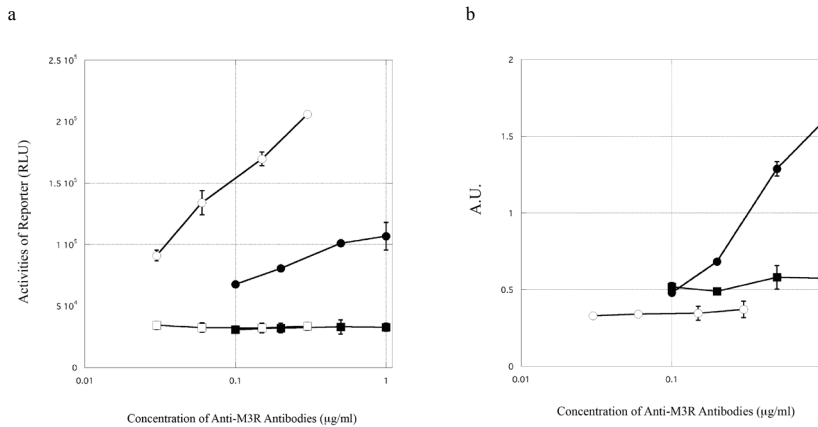 a
b
2.5 10⁵
2 10⁵
1.5 10⁵
1 10⁵
5 10⁴
0
0.01
0.1
1
Activities of Reporter (RLU)
Concentration of Anti-M3R Antibodies (µg/ml)
2
1.5
1
0.5
0
0.01
0.1
A.U.
Concentration of Anti-M3R Antibodies (µg/ml)